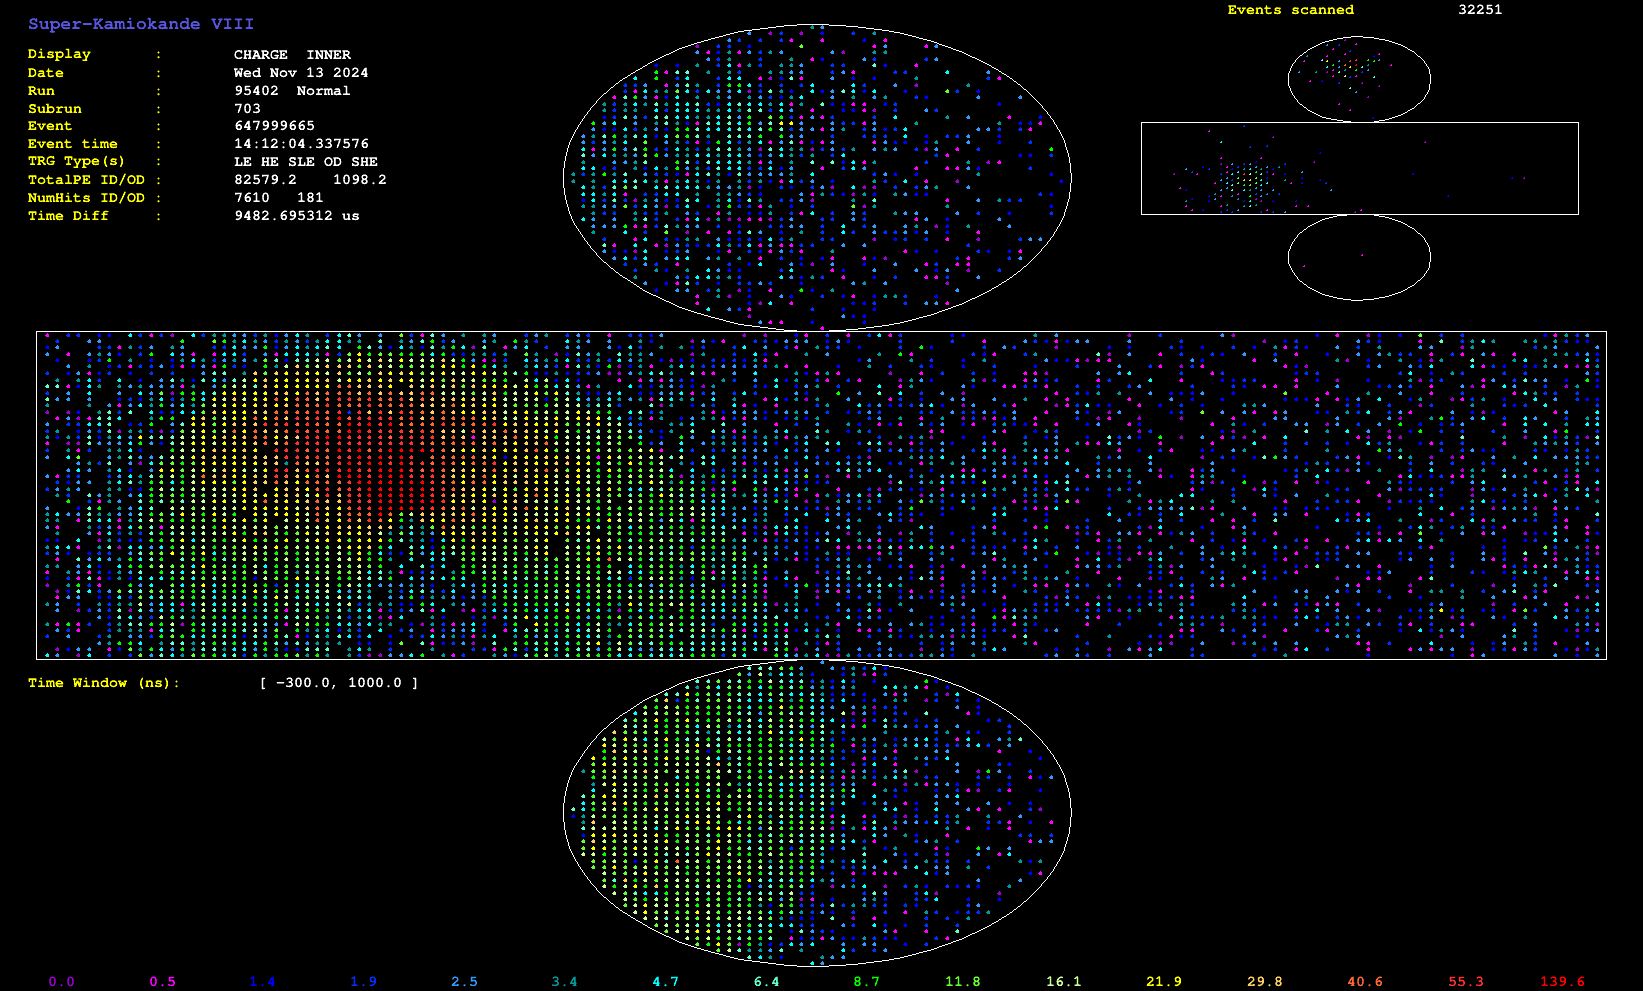 Super-Kamiokande VIII
Events scanned 32251
Display : CHARGE INNER
Date : Wed Nov 13 2024
Run : 95402 Normal
Subrun : 703
Event : 647999665
Event time : 14:12:04.337576
TRG Type(s) : LE HE SLE OD SHE
TotalPE ID/OD : 82579.2 1098.2
NumHits ID/OD : 7610 181
Time Diff : 9482.695312 us
Time Window (ns): [ -300.0, 1000.0 ]
0.0 0.5 1.4 1.9 2.5 3.4 4.7 6.4 8.7 11.8 16.1 21.9 29.8 40.6 55.3 139.6